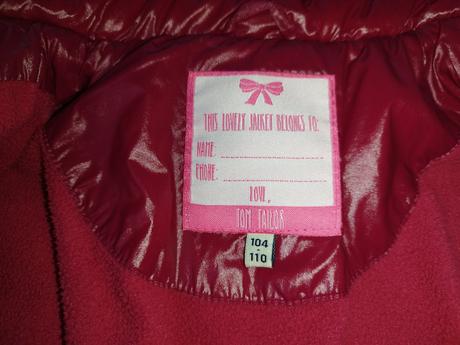 THIS LOVELY JACKET BELONGS TO:
NAME:
PHONE:
LOVE,
TOM TAILOR
104
-
110